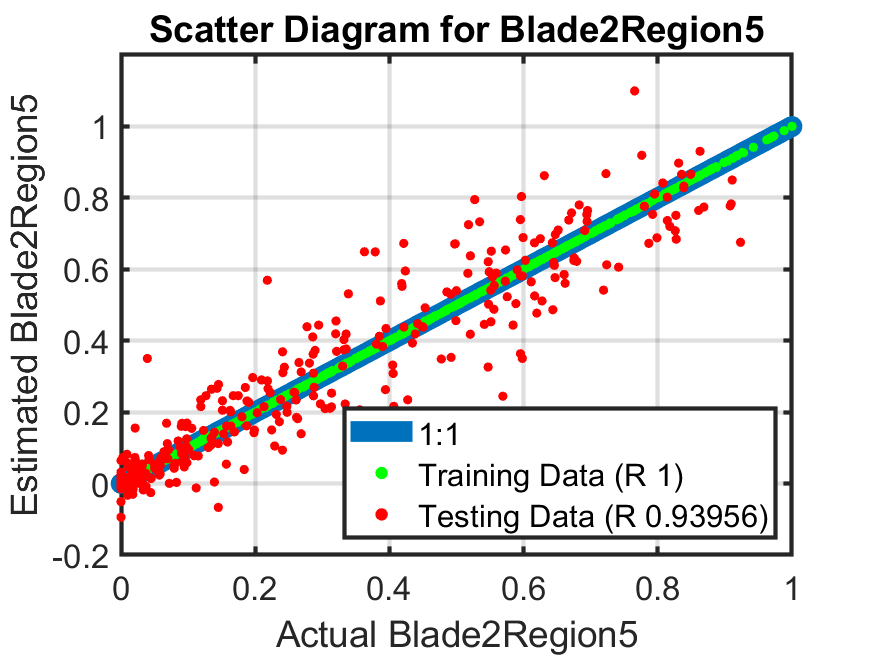 Scatter Diagram for Blade2Region5
Estimated Blade2Region5
1
0.8
0.6
0.4
0.2
0
-0.2
1:1
Training Data (R 1)
Testing Data (R 0.93956)
0 0.2 0.4 0.6 0.8 1
Actual Blade2Region5